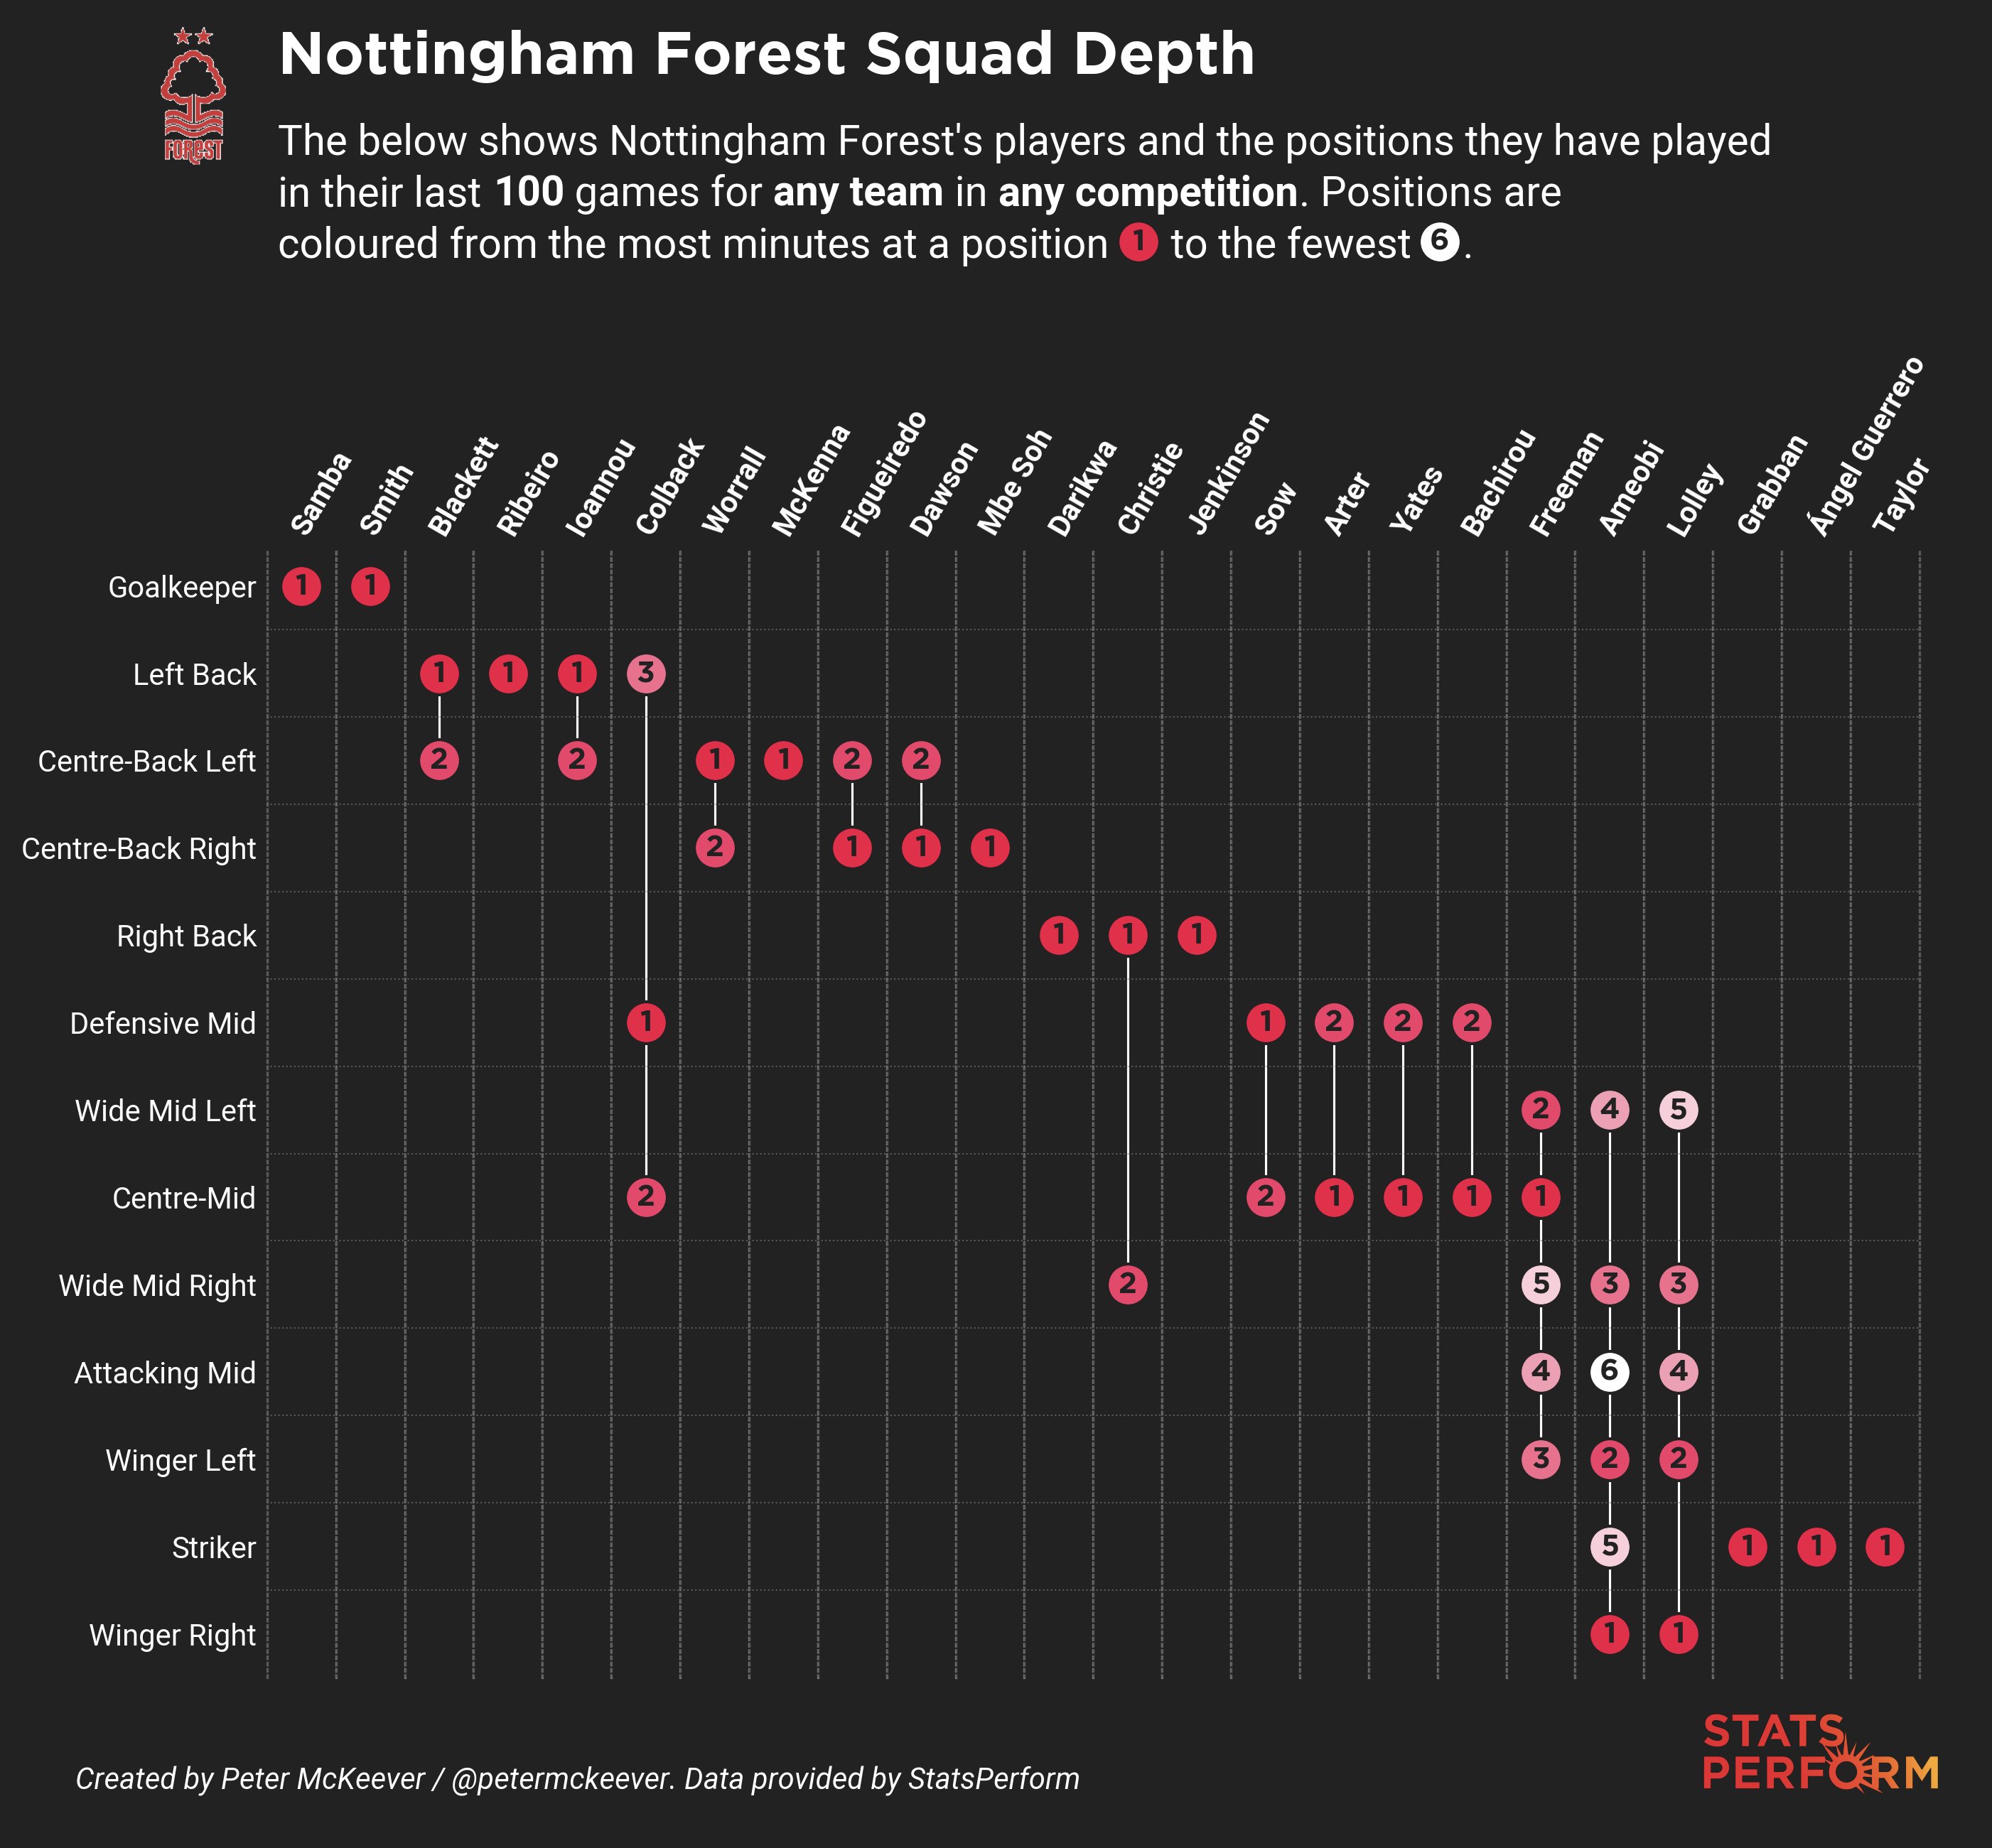 Nottingham Forest Squad Depth
FOREST
The below shows Nottingham Forest's players and the positions they have played
in their last 100 games for any team in any competition. Positions are
coloured from the most minutes at a position 1 to the fewest 6.
Samba
Smith
Blackett
Ribeiro
Ioannou
Colback
Worrall
McKenna
Figueiredo
Dawson
Mbe Soh
Darikwa
Christie
Jenkinson
Sow
Arter
Yates
Bachirou
Freeman
Ameobi
Lolley
Grabban
Ángel Guerrero
Taylor
Goalkeeper 1 1
Left Back 1 1 1 3
Centre-Back Left 2 2 1 1 2 2
Centre-Back Right 2 1 1 1
Right Back 1 1 1
Defensive Mid 1 1 2 2 2
Wide Mid Left 2 4 5
Centre-Mid 2 2 1 1 1 1
Wide Mid Right 2 5 3 3
Attacking Mid 4 6 4
Winger Left 3 2 2
Striker 5 1 1 1
Winger Right 1 1
Created by Peter McKeever / @petermckeever. Data provided by StatsPerform
STATS
PERFORM